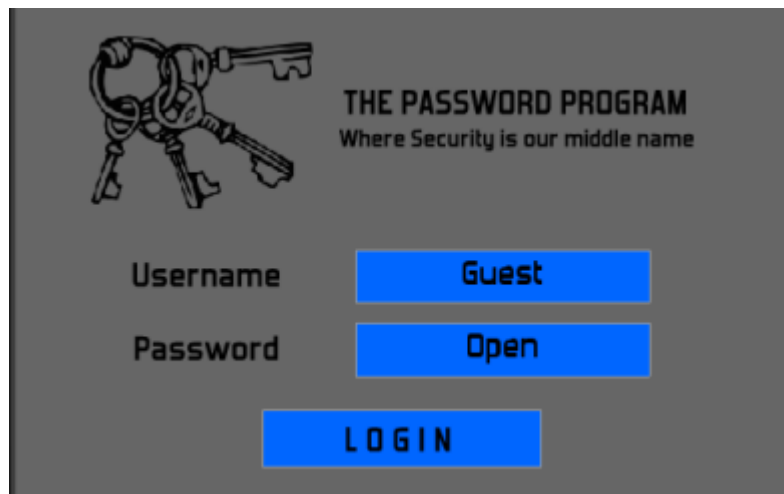 THE PASSWORD PROGRAM
Where Security is our middle name
Username Guest
Password Open
LOGIN